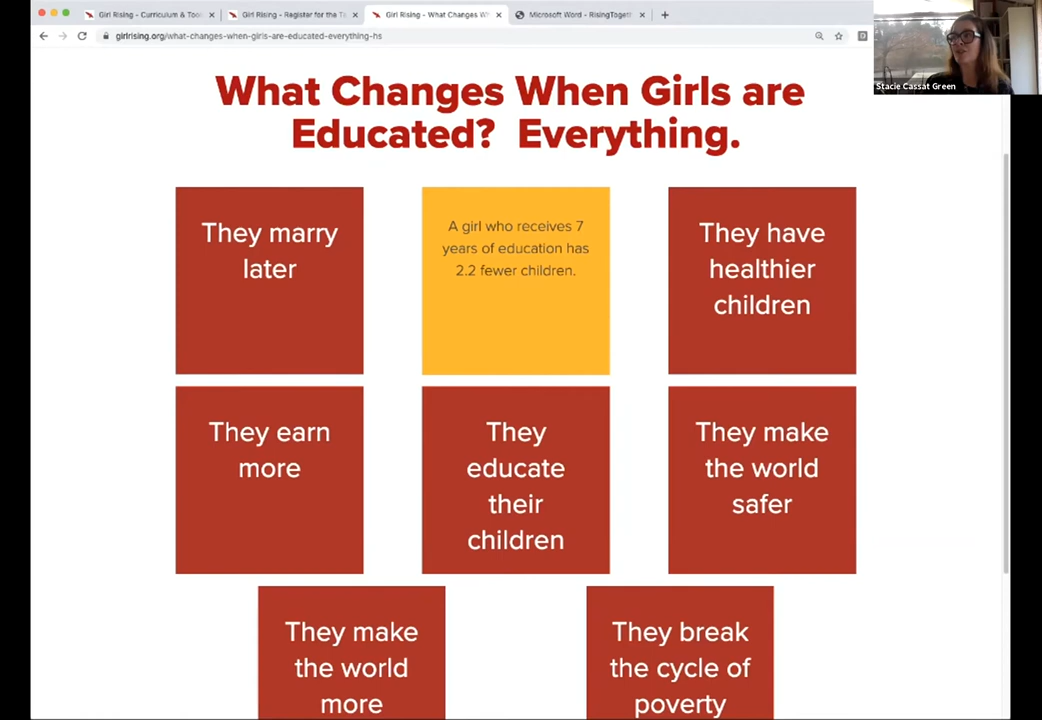 Girl Rising - Curriculum & Tool
Girl Rising - Register for the Te
Girl Rising - What Changes Wh
Microsoft Word - RisingTogeth
girlrising.org/what-changes-when-girls-are-educated-everything-hs
Stacie Cassat Green
What Changes When Girls are
Educated? Everything.
They marry
later
A girl who receives 7
years of education has
2.2 fewer children.
They have
healthier
children
They earn
more
They
educate
their
children
They make
the world
safer
They make
the world
more
They break
the cycle of
poverty